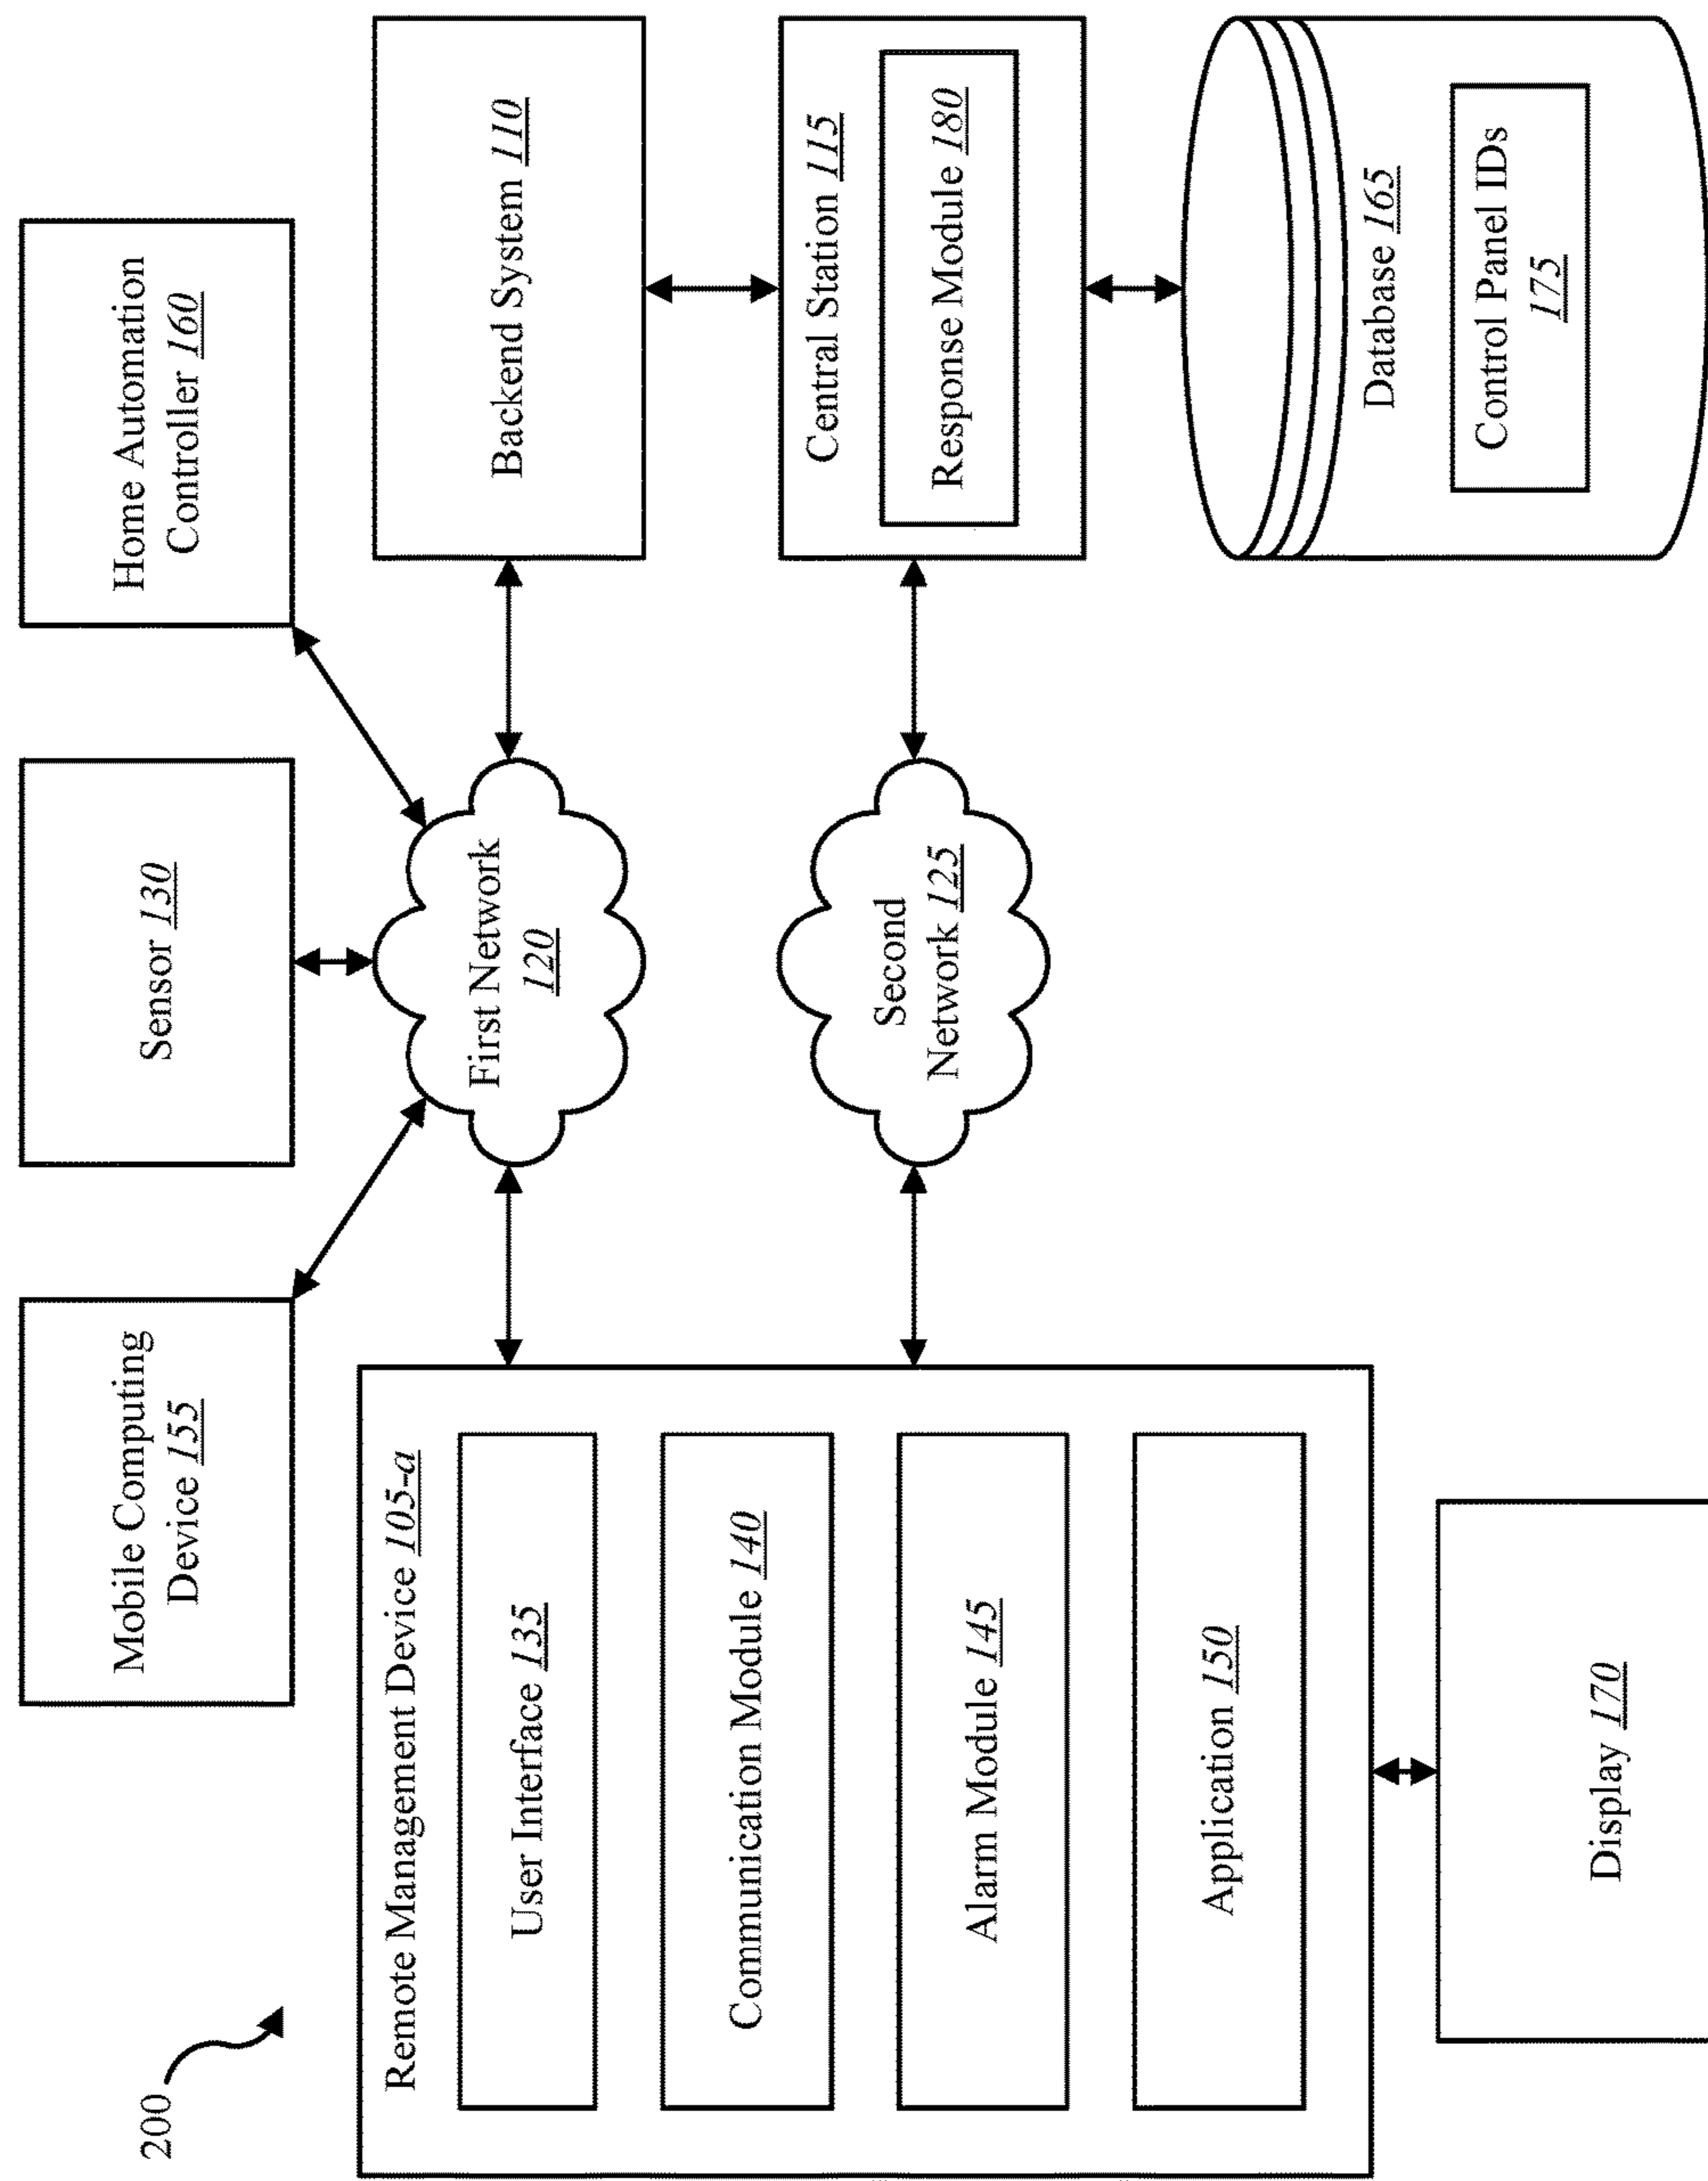 200
Mobile Computing
Device 155
Sensor 130
Home Automation
Controller 160
Remote Management Device 105-a
User Interface 135
Communication Module 140
Alarm Module 145
Application 150
First Network
120
Backend System 110
Second
Network 125
Central Station 115
Response Module 180
Display 170
Database 165
Control Panel IDs
175